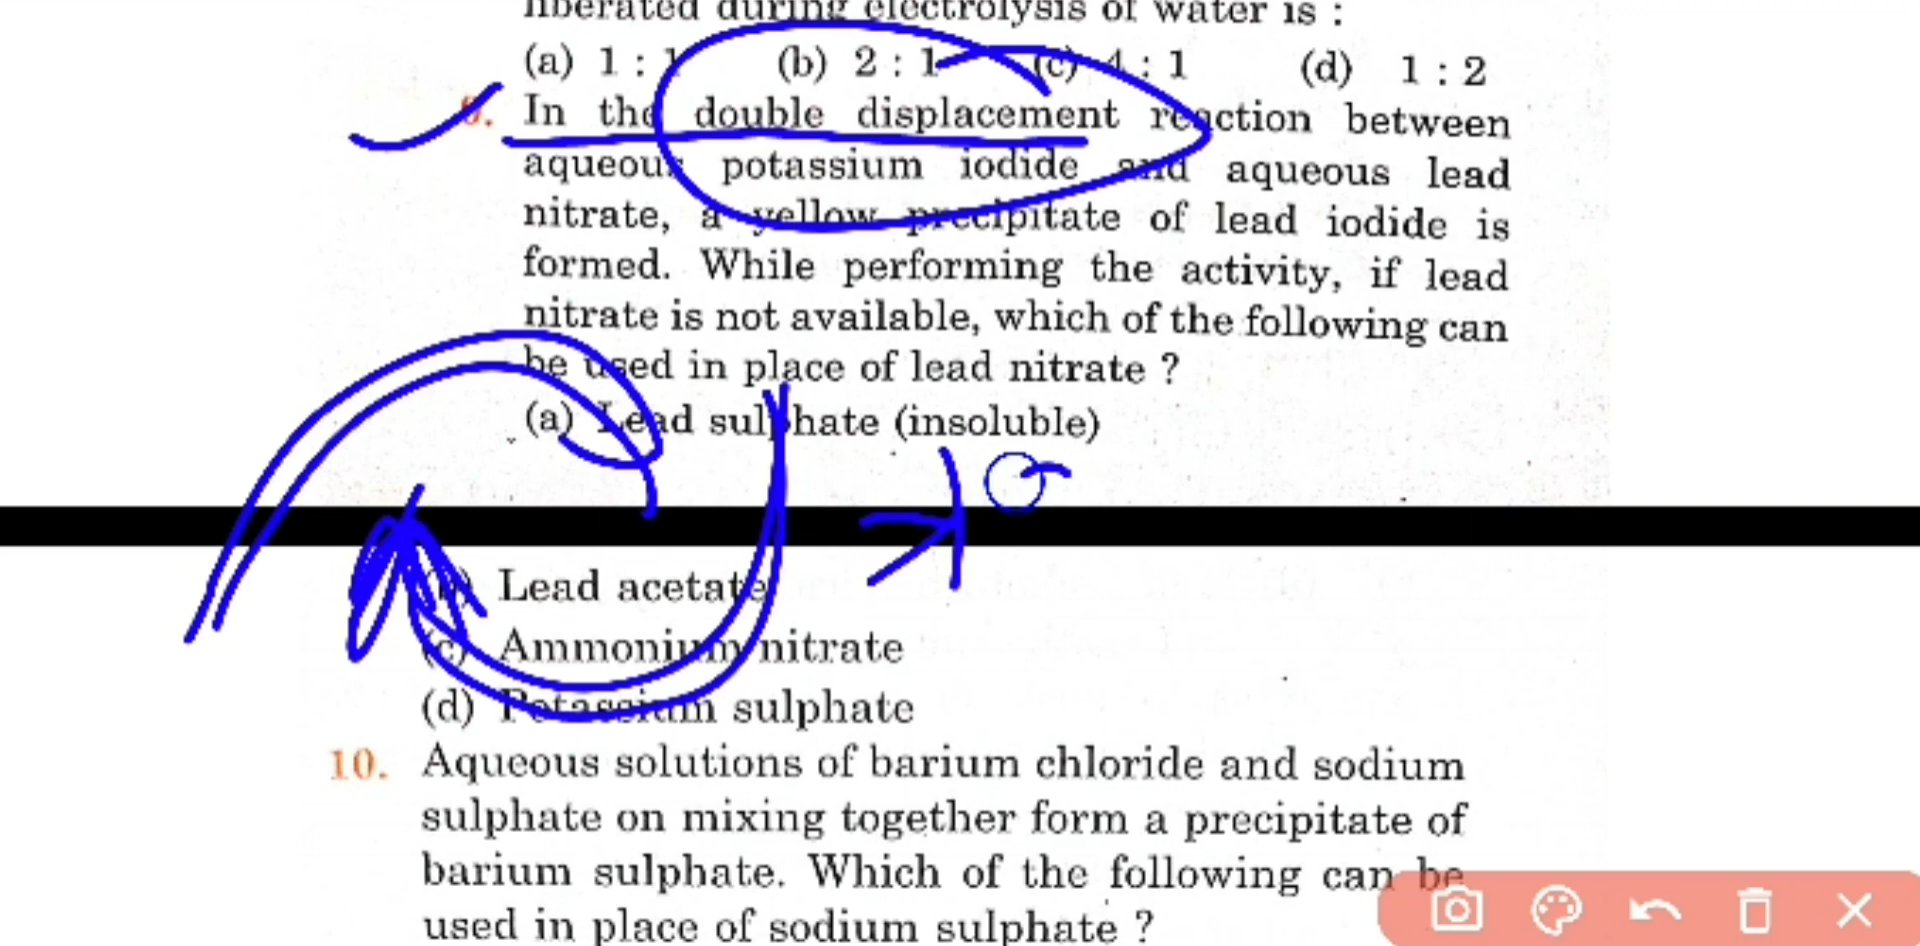 liberated during electrolysis of water is :
(a) 1 : 1 (b) 2 : 1 (c) 4 : 1 (d) 1 : 2
9. In the double displacement reaction between
aqueous potassium iodide and aqueous lead
nitrate, a yellow precipitate of lead iodide is
formed. While performing the activity, if lead
nitrate is not available, which of the following can
be used in place of lead nitrate ?
(a) Lead sulphate (insoluble)
(b) Lead acetate
(c) Ammonium nitrate
(d) Potassium sulphate
10. Aqueous solutions of barium chloride and sodium
sulphate on mixing together form a precipitate of
barium sulphate. Which of the following can be
used in place of sodium sulphate ?